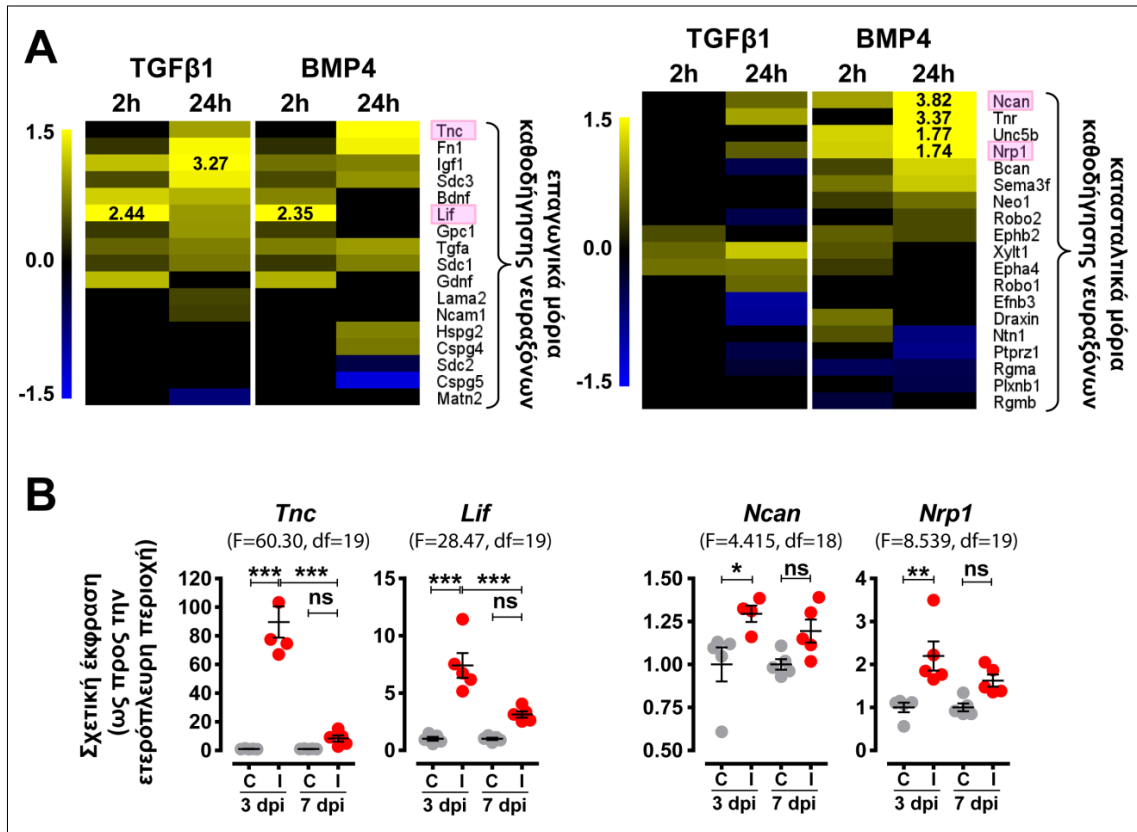 A
TGFβ1 BMP4
2h 24h 2h 24h
1.5
0.0
-1.5
3.27
2.44 2.35
Tnc
Fn1
Igf1
Sdc3
Bdnf
Lif
Gpc1
Tgfa
Sdc1
Gdnf
Lama2
Ncam1
Hspg2
Cspg4
Sdc2
Cspg5
Matn2
επαγωγικά μόρια
καθοδήγησης νευραξόνων
TGFβ1 BMP4
2h 24h 2h 24h
1.5
0.0
-1.5
3.82
3.37
1.77
1.74
Ncan
Tnr
Unc5b
Nrp1
Bcan
Sema3f
Neo1
Robo2
Ephb2
Xylt1
Epha4
Robo1
Efnb3
Draxin
Ntn1
Ptprz1
Rgma
Plxnb1
Rgmb
κατασταλτικά μόρια
καθοδήγησης νευραξόνων
B
Σχετική έκφραση
(ως προς την
ετερόπλευρη περιοχή)
Tnc
(F=60.30, df=19)
*** ***
ns
120
100
80
60
40
20
0
C I C I
3 dpi 7 dpi
Lif
(F=28.47, df=19)
*** ***
ns
15
10
5
0
C I C I
3 dpi 7 dpi
Ncan
(F=4.415, df=18)
* ns
1.50
1.25
1.00
0.75
0.50
C I C I
3 dpi 7 dpi
Nrp1
(F=8.539, df=19)
** ns
4
3
2
1
0
C I C I
3 dpi 7 dpi